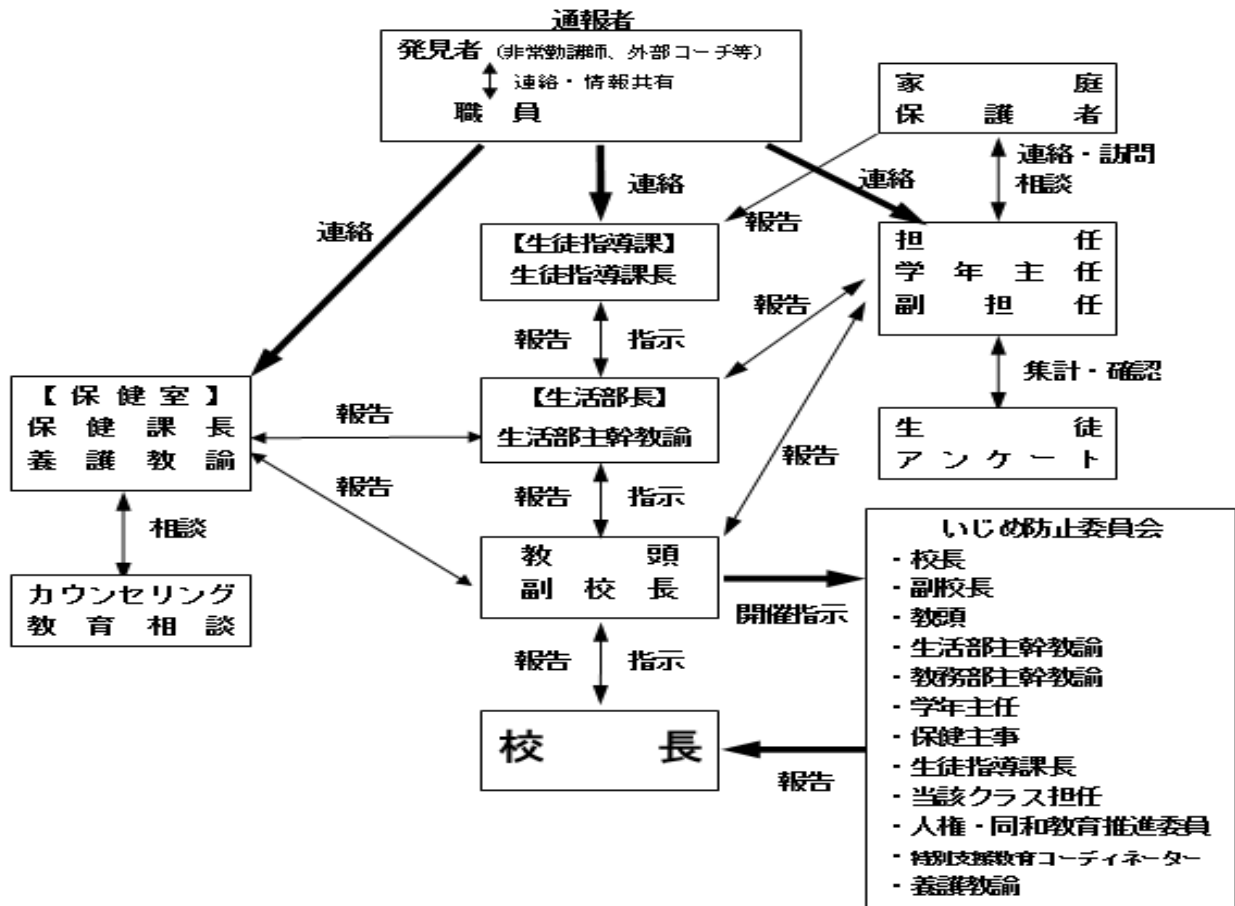 通報者
発見者 (非常勤講師、外部コーチ等)
連絡・情報共有
職員
家庭
保護者
連絡・訪問
相談
連絡
連絡
連絡
報告
【生徒指導課】
生徒指導課長
担任
学年主任
副担任
報告
報告 指示
集計・確認
【保健室】
保健課長
養護教諭
報告
【生活部長】
生活部主幹教諭
生徒
アンケート
報告
報告
報告 指示
相談
カウンセリング
教育相談
教頭
副校長
開催指示
いじめ防止委員会
・校長
・副校長
・教頭
・生活部主幹教諭
・教務部主幹教諭
・学年主任
・保健主事
・生徒指導課長
・当該クラス担任
・人権・同和教育推進委員
・特別支援教育コーディネーター
・養護教諭
報告 指示
校長
報告